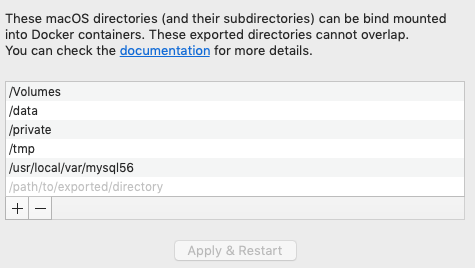 These macOS directories (and their subdirectories) can be bind mounted
into Docker containers. These exported directories cannot overlap.
You can check the documentation for more details.
/Volumes
/data
/private
/tmp
/usr/local/var/mysql56
/path/to/exported/directory
+ −
Apply & Restart